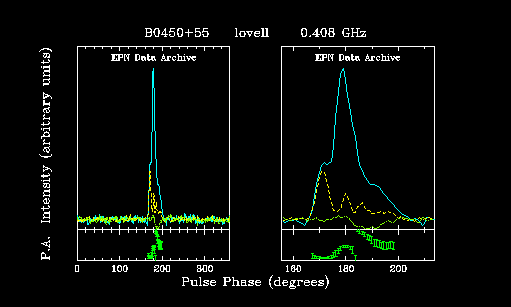 B0450+55 lovell 0.408 GHz
EPN Data Archive EPN Data Archive
Intensity (arbitrary units)
P.A.
0 100 200 300 160 180 200
Pulse Phase (degrees)